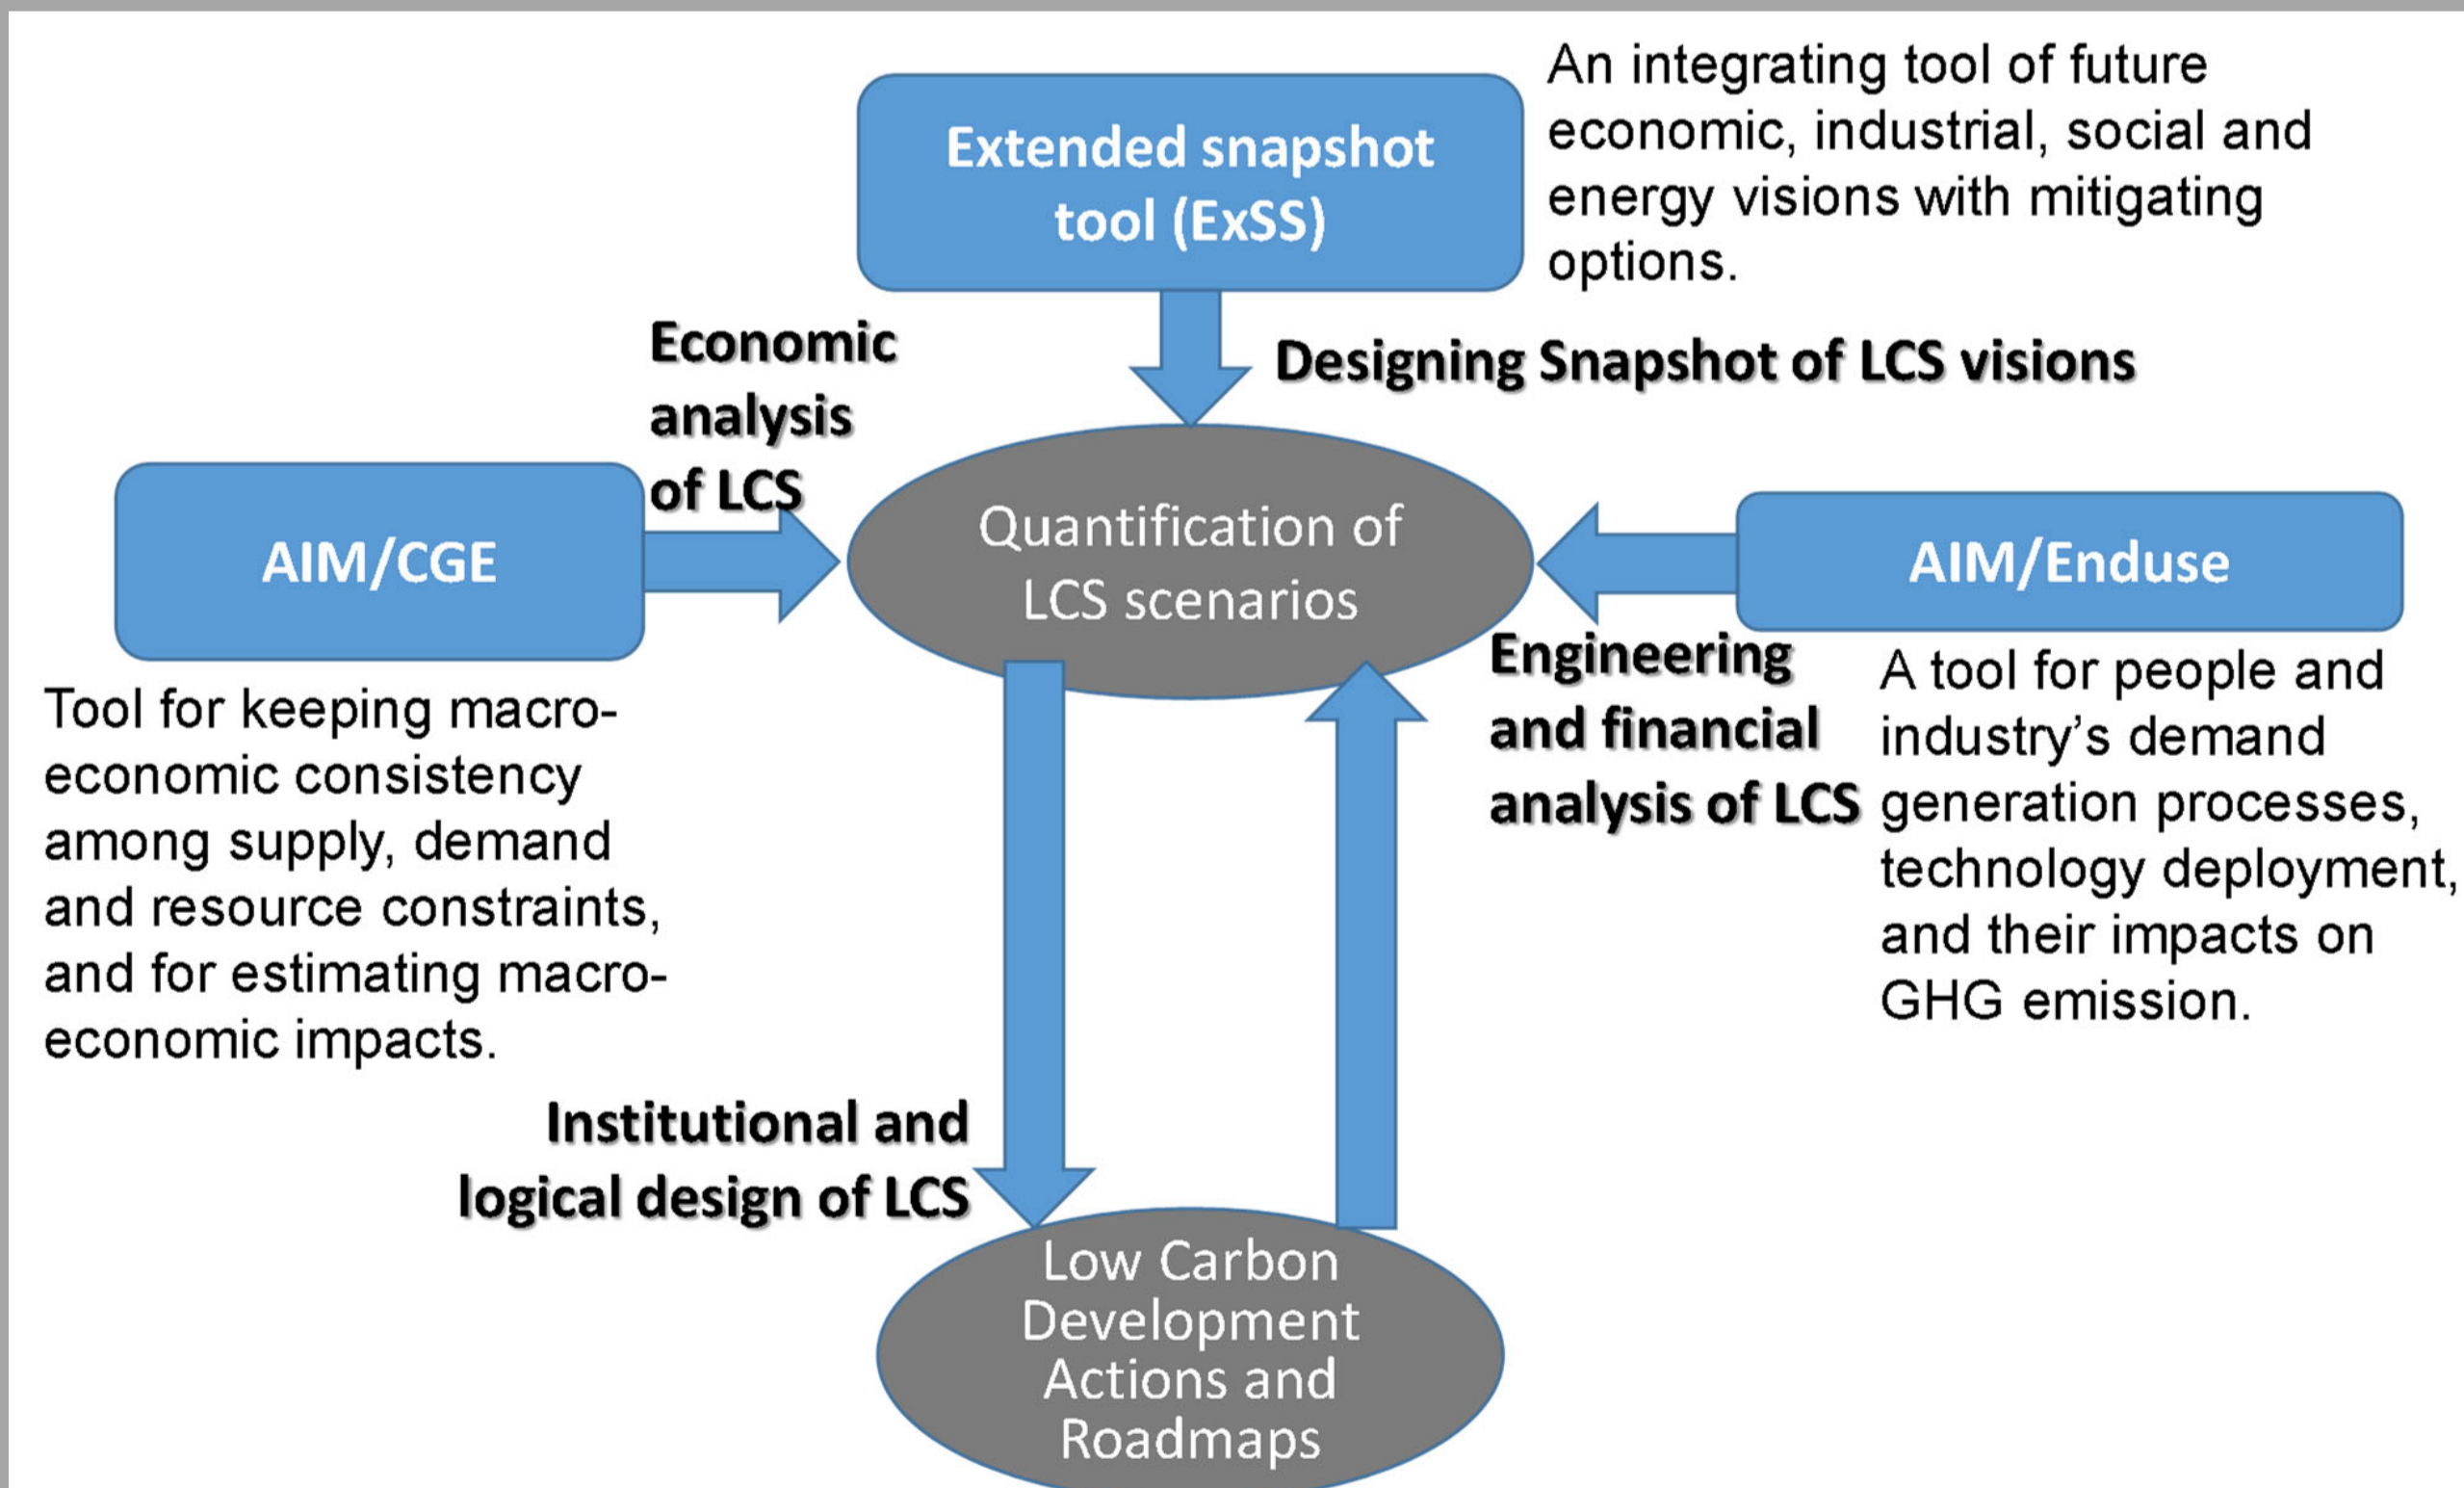 Extended snapshot
tool (ExSS)
An integrating tool of future
economic, industrial, social and
energy visions with mitigating
options.
Economic
analysis
of LCS
Designing Snapshot of LCS visions
AIM/CGE
Quantification of
LCS scenarios
AIM/Enduse
Tool for keeping macro-
economic consistency
among supply, demand
and resource constraints,
and for estimating macro-
economic impacts.
Engineering
and financial
analysis of LCS
A tool for people and
industry’s demand
generation processes,
technology deployment,
and their impacts on
GHG emission.
Institutional and
logical design of LCS
Low Carbon
Development
Actions and
Roadmaps